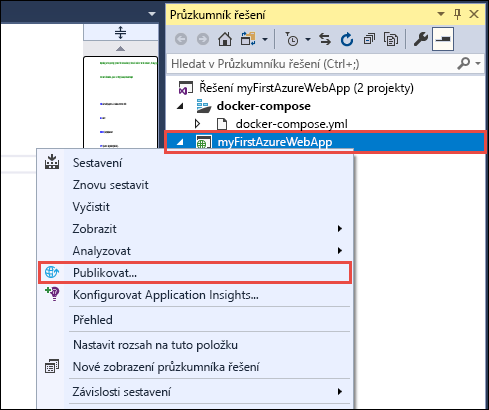 Průzkumník řešení
Hledat v Průzkumníku řešení (Ctrl+;)
Řešení myFirstAzureWebApp (2 projekty)
docker-compose
docker-compose.yml
myFirstAzureWebApp
Sestavení
Znovu sestavit
Vyčistit
Zobrazit
Analyzovat
Publikovat...
Konfigurovat Application Insights...
Přehled
Nastavit rozsah na tuto položku
Nové zobrazení průzkumníka řešení
Závislosti sestavení